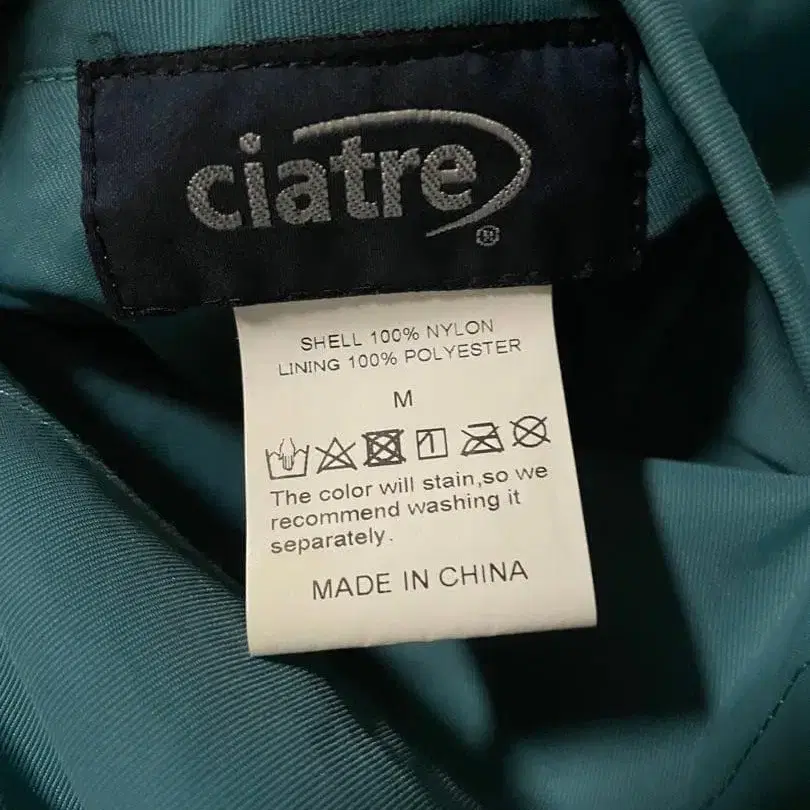 ciatre
®
SHELL 100% NYLON
LINING 100% POLYESTER
M
The color will stain,so we
recommend washing it
separately.
MADE IN CHINA